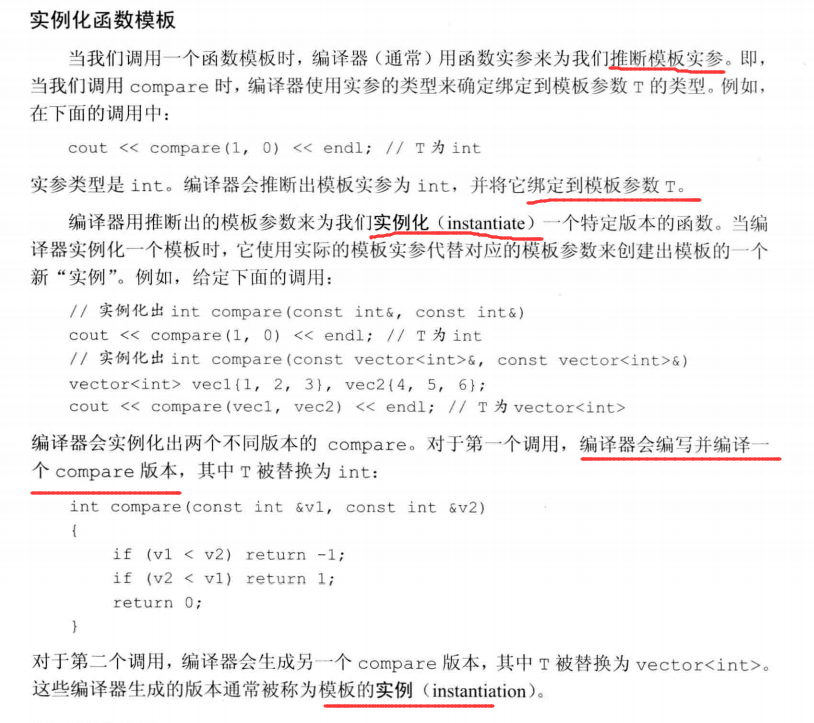 实例化函数模板
当我们调用一个函数模板时,编译器(通常)用函数实参来为我们推断模板实参。即,
当我们调用 compare 时,编译器使用实参的类型来确定绑定到模板参数 T 的类型。例如,
在下面的调用中:
cout << compare(1, 0) << endl; // T 为 int
实参类型是 int。编译器会推断出模板实参为 int,并将它绑定到模板参数 T。
编译器用推断出的模板参数来为我们实例化(instantiate)一个特定版本的函数。当编
译器实例化一个模板时,它使用实际的模板实参代替对应的模板参数来创建出模板的一个
新“实例”。例如,给定下面的调用:
// 实例化出 int compare(const int&, const int&)
cout << compare(1, 0) << endl; // T 为 int
// 实例化出 int compare(const vector<int>&, const vector<int>&)
vector<int> vec1{1, 2, 3}, vec2{4, 5, 6};
cout << compare(vec1, vec2) << endl; // T 为 vector<int>
编译器会实例化出两个不同版本的 compare。对于第一个调用,编译器会编写并编译一
个 compare 版本,其中 T 被替换为 int:
int compare(const int &v1, const int &v2)
{
if (v1 < v2) return -1;
if (v2 < v1) return 1;
return 0;
}
对于第二个调用,编译器会生成另一个 compare 版本,其中 T 被替换为 vector<int>。
这些编译器生成的版本通常被称为模板的实例(instantiation)。